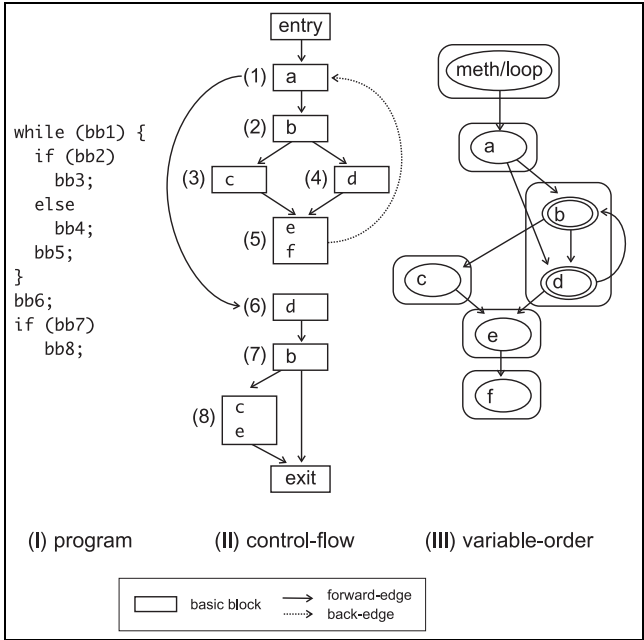 while (bb1) {
if (bb2)
bb3;
else
bb4;
bb5;
}
bb6;
if (bb7)
bb8;
(I) program
entry
(1) a
(2) b
(3) c
(4) d
(5) e
f
(6) d
(7) b
(8) c
e
exit
(II) control-flow
meth/loop
a
b
c
d
e
f
(III) variable-order
basic block
forward-edge
back-edge